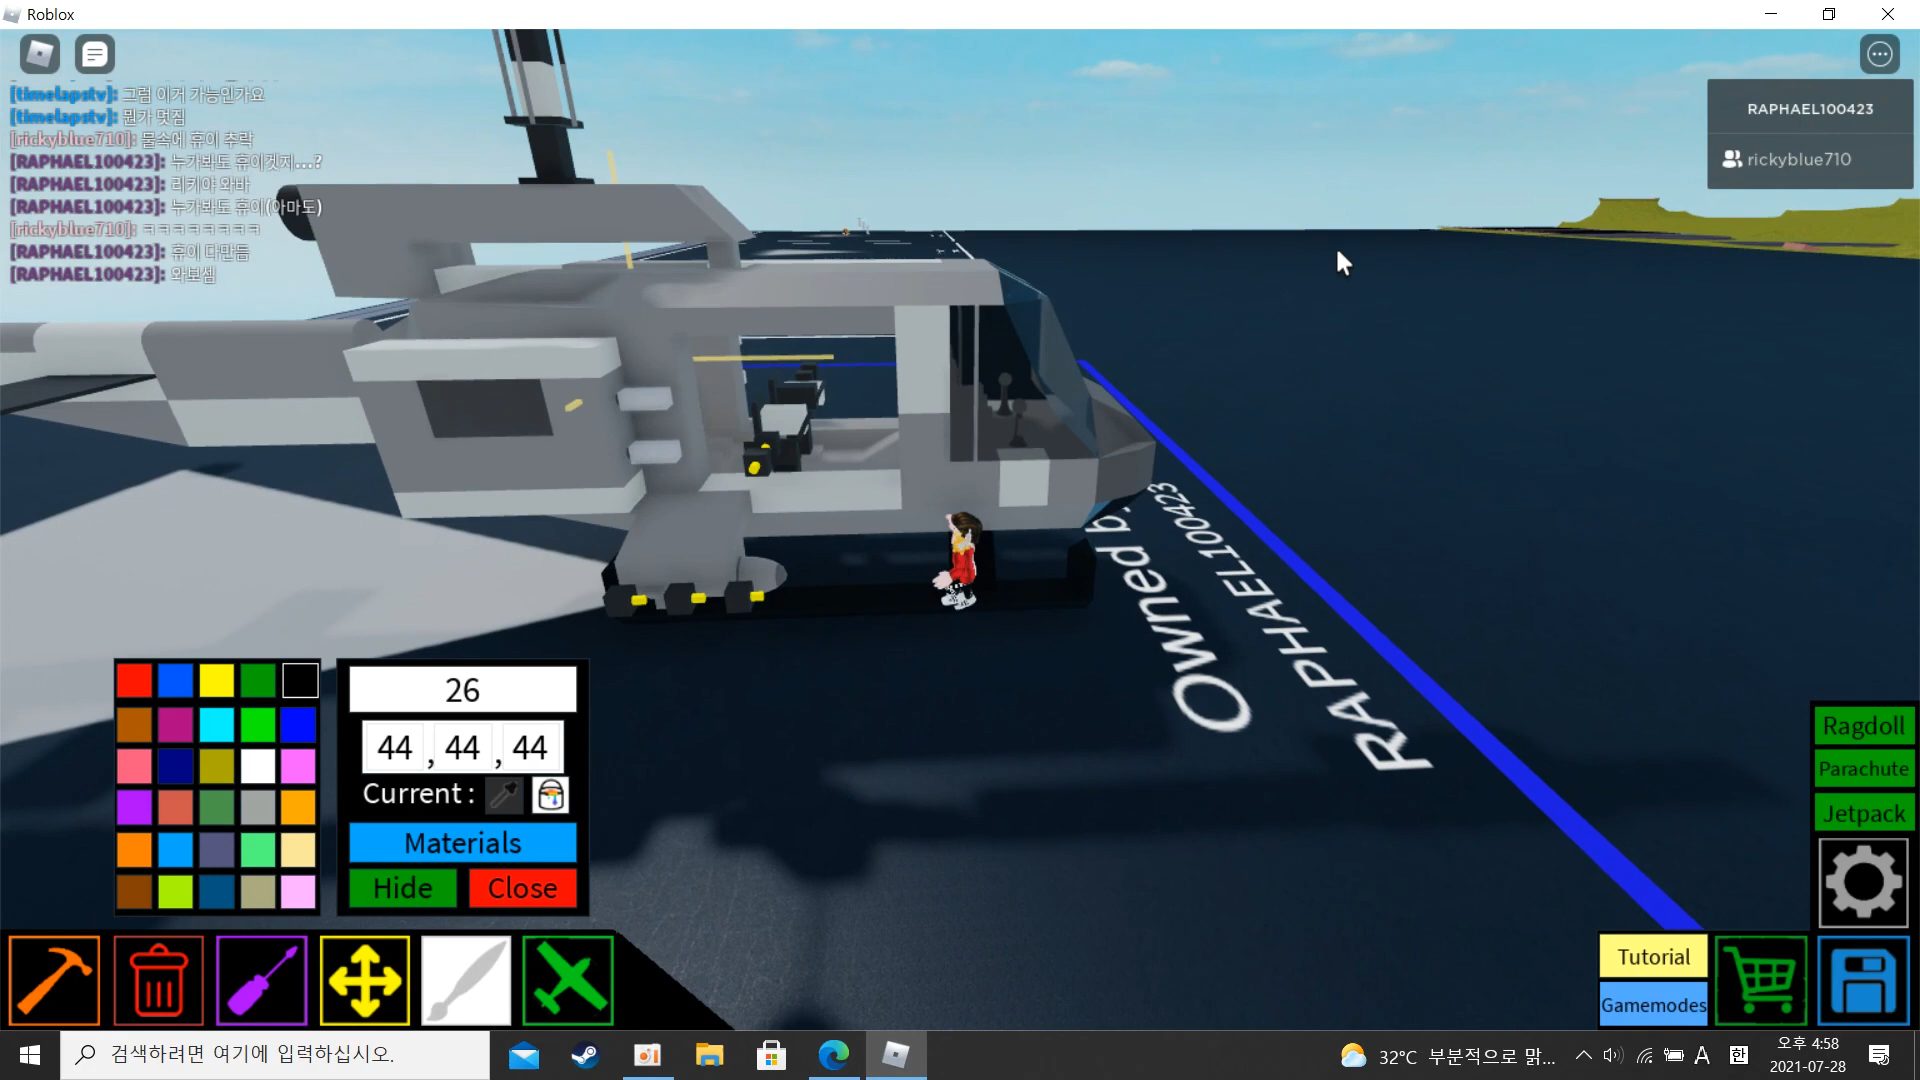 Roblox
[timelapstv]: 그럼 이거 가능인가요
[timelapstv]: 뭔가 멋짐
[rickyblue710]: 물속에 휴이 추락
[RAPHAEL100423]: 누가봐도 휴이겟지....?
[RAPHAEL100423]: 리키야 와바
[RAPHAEL100423]: 누가봐도 휴이(아마도)
[rickyblue710]: ㅋㅋㅋㅋㅋㅋㅋㅋ
[RAPHAEL100423]: 휴이 다만듬
[RAPHAEL100423]: 와보셈
RAPHAEL100423
rickyblue710
Owned b
RAPHAEL100423
RAPHAEL100423
26
44 , 44 , 44
Current :
Materials
Hide Close
Ragdoll
Parachute
Jetpack
Tutorial
Gamemodes
검색하려면 여기에 입력하십시오.
32°C 부분적으로 맑...
A 한
오후 4:58
2021-07-28